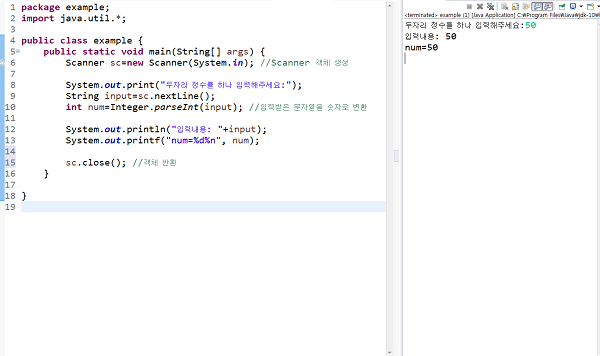 1 package example;
2 import java.util.*;
3
4 public class example {
5 public static void main(String[] args) {
6 Scanner sc=new Scanner(System.in); //Scanner 객체 생성
7
8 System.out.print("두자리 정수를 하나 입력해주세요:");
9 String input=sc.nextLine();
10 int num=Integer.parseInt(input); //입력받은 문자열을 숫자로 변환
11
12 System.out.println("입력내용: "+input);
13 System.out.printf("num=%d%n", num);
14
15 sc.close(); //객체 반환
16 }
17
18 }
19
<terminated> example (1) [Java Application] C:₩Program Files₩Java₩jdk-10₩
두자리 정수를 하나 입력해주세요:50
입력내용: 50
num=50